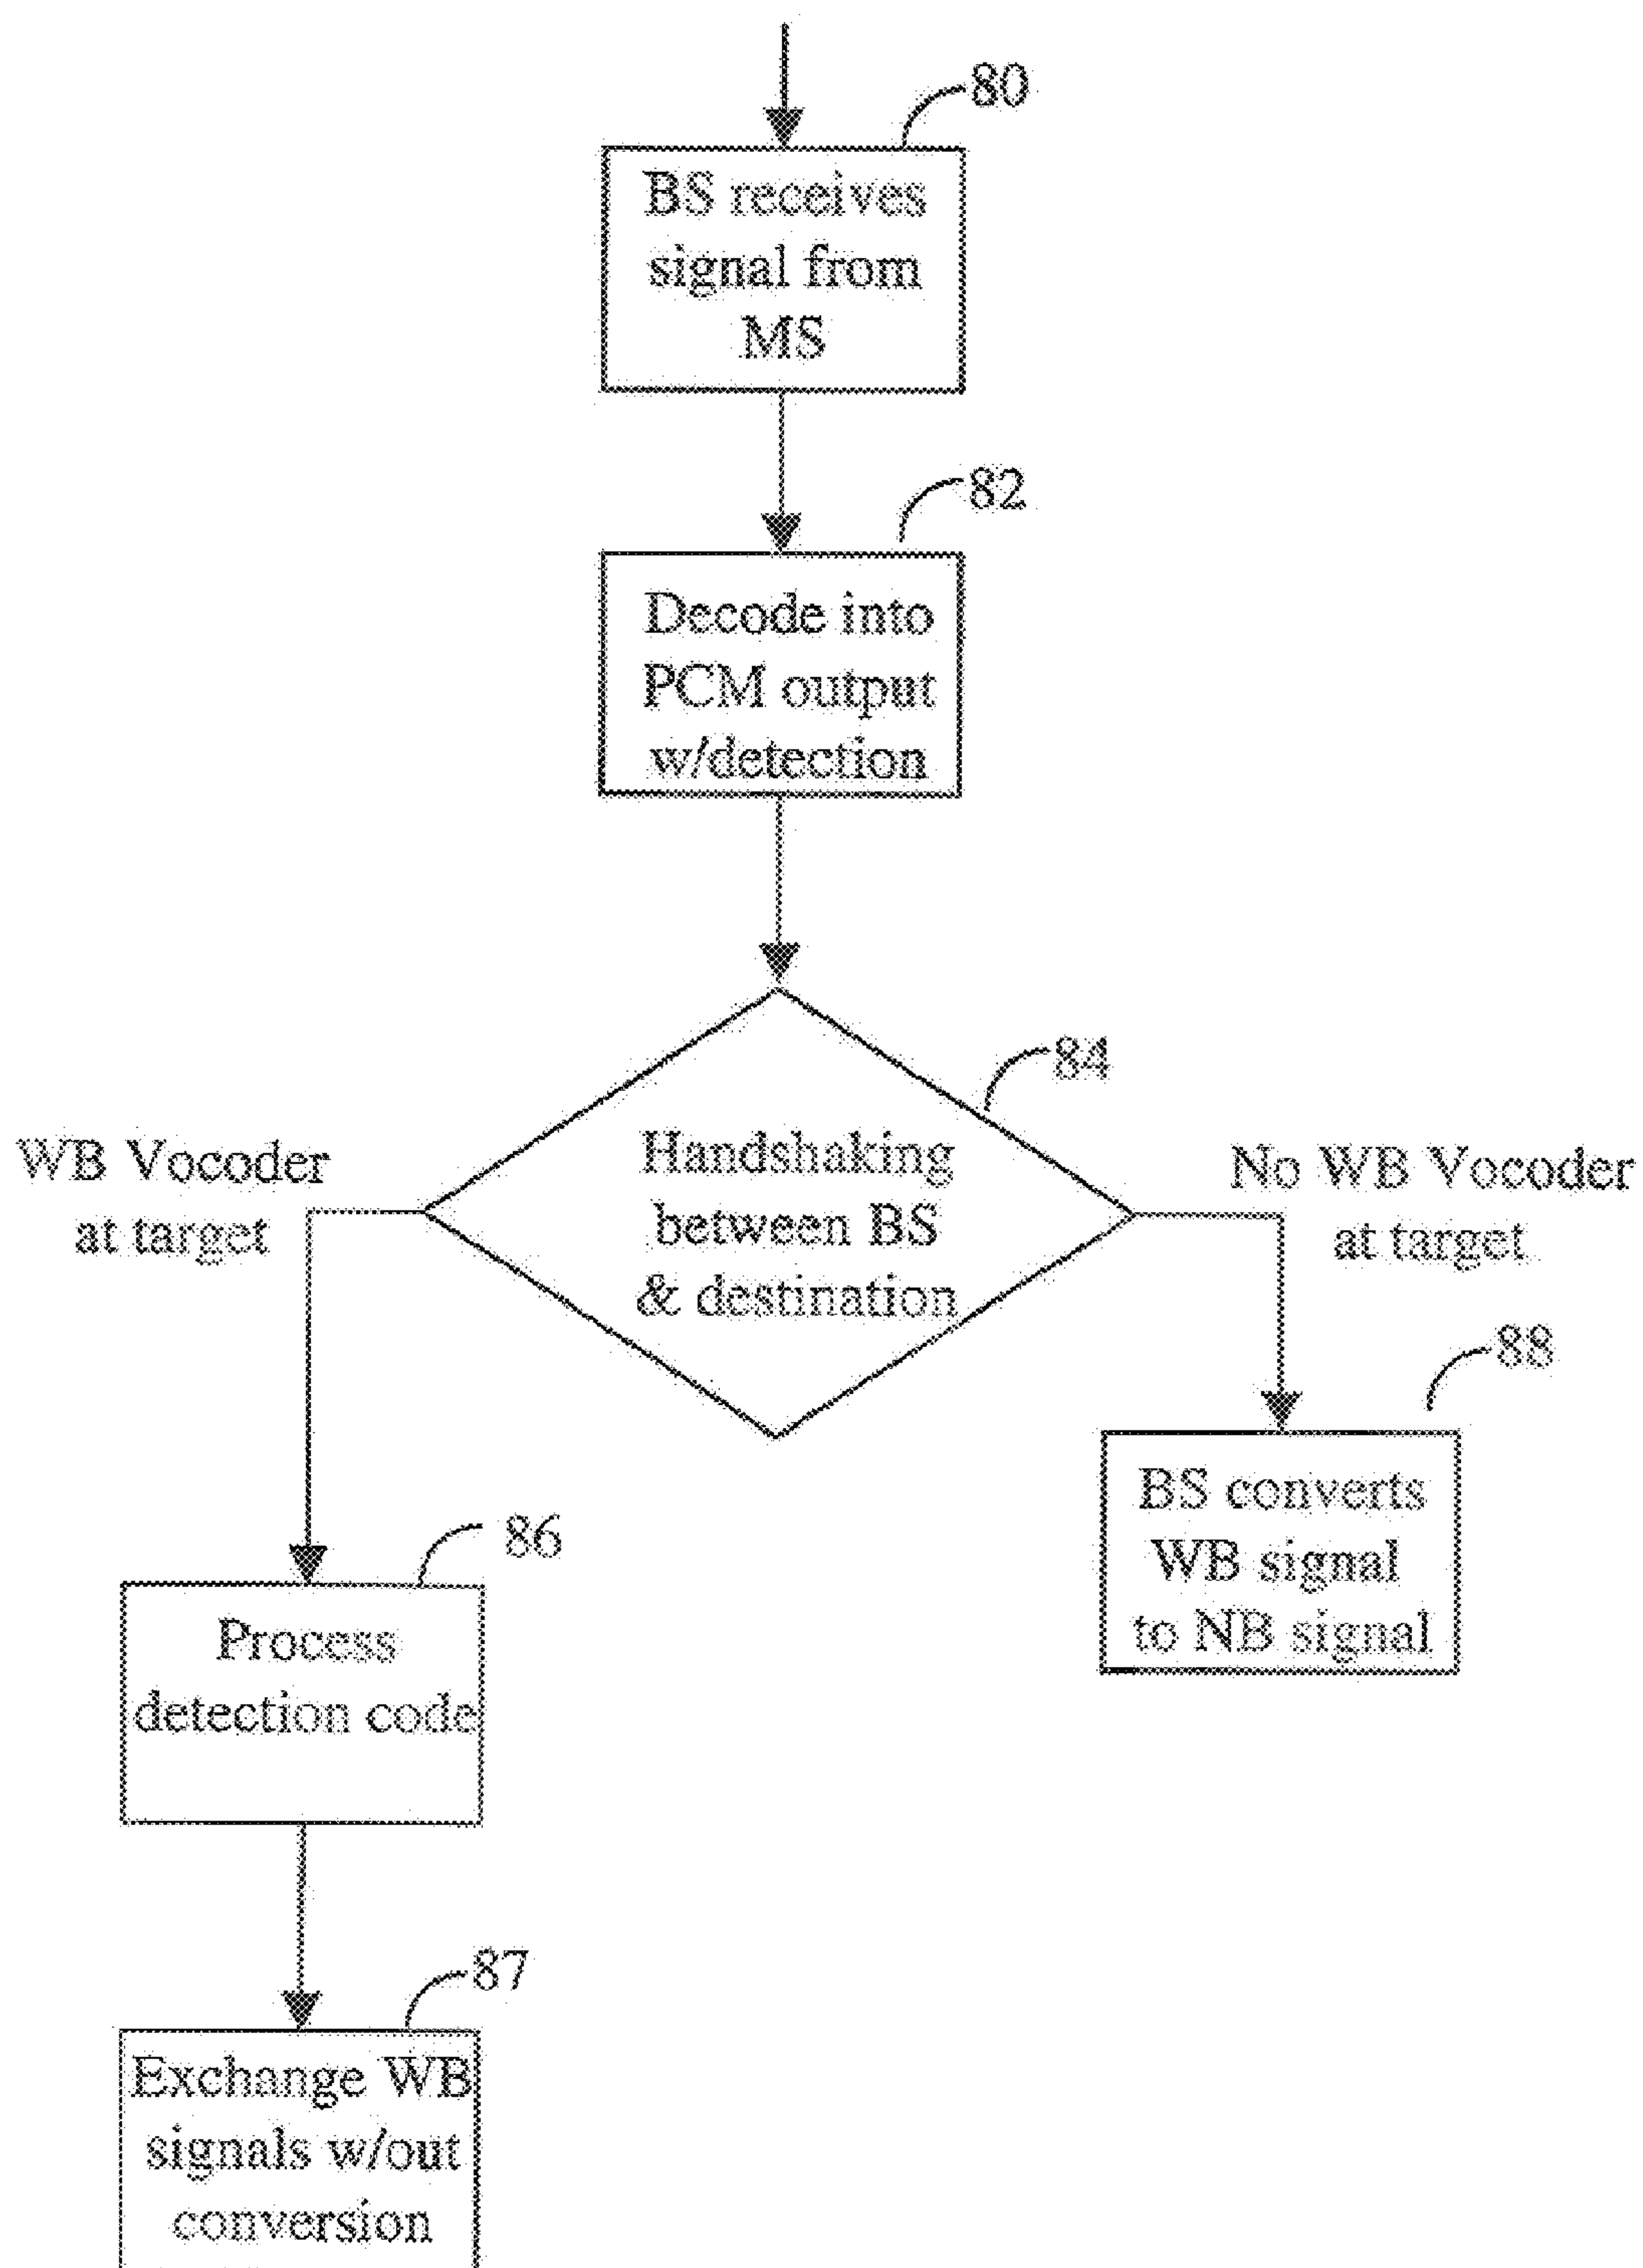 80
BS receives
signal from
MS
82
Decode into
PCM output
w/detection
84
WB Vocoder
at target
Handshaking
between BS
& destination
No WB Vocoder
at target
88
BS converts
WB signal
to NB signal
86
Process
detection code
87
Exchange WB
signals w/out
conversion